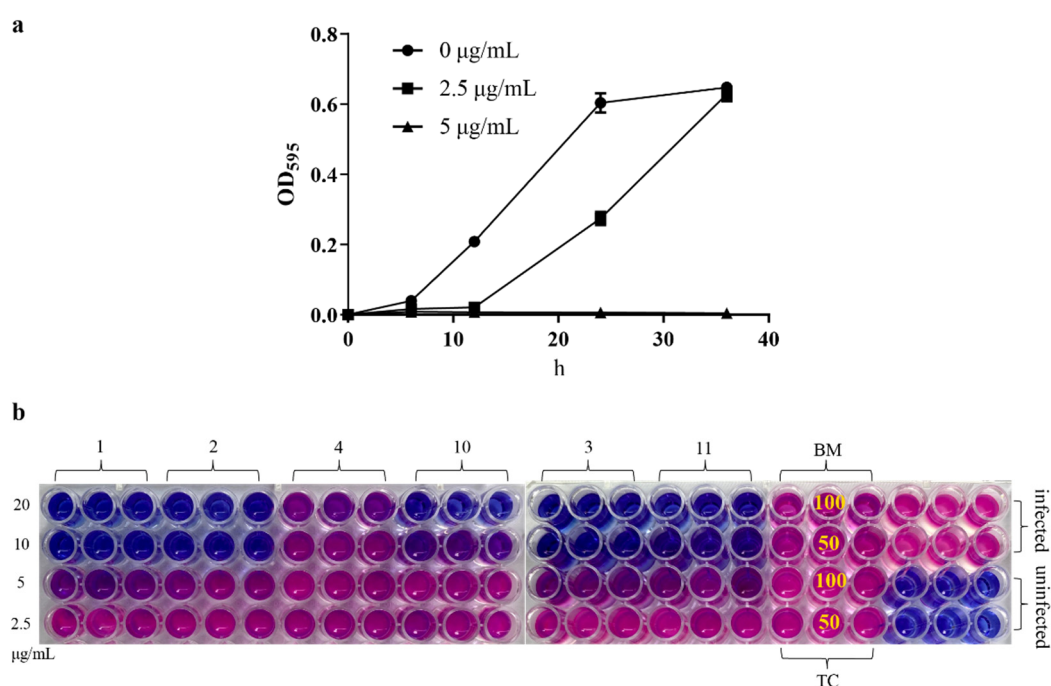 a
0.8
0.6
0.4
0.2
0.0
OD595
0 μg/mL
2.5 μg/mL
5 μg/mL
0 10 20 30 40
h
b
1 2 4 10 3 11 BM
20 100
10 50
5 100
2.5 50
μg/mL
infected
uninfected
TC